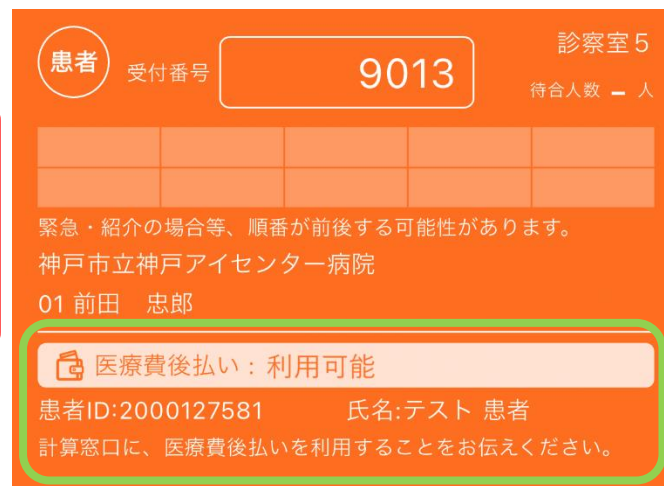 患者 受付番号 9013 診察室5
待合人数 - 人
緊急・紹介の場合等、順番が前後する可能性があります。
神戸市立神戸アイセンター病院
01 前田 忠郎
医療費後払い：利用可能
患者ID:2000127581 氏名:テスト 患者
計算窓口に、医療費後払いを利用することをお伝えください。